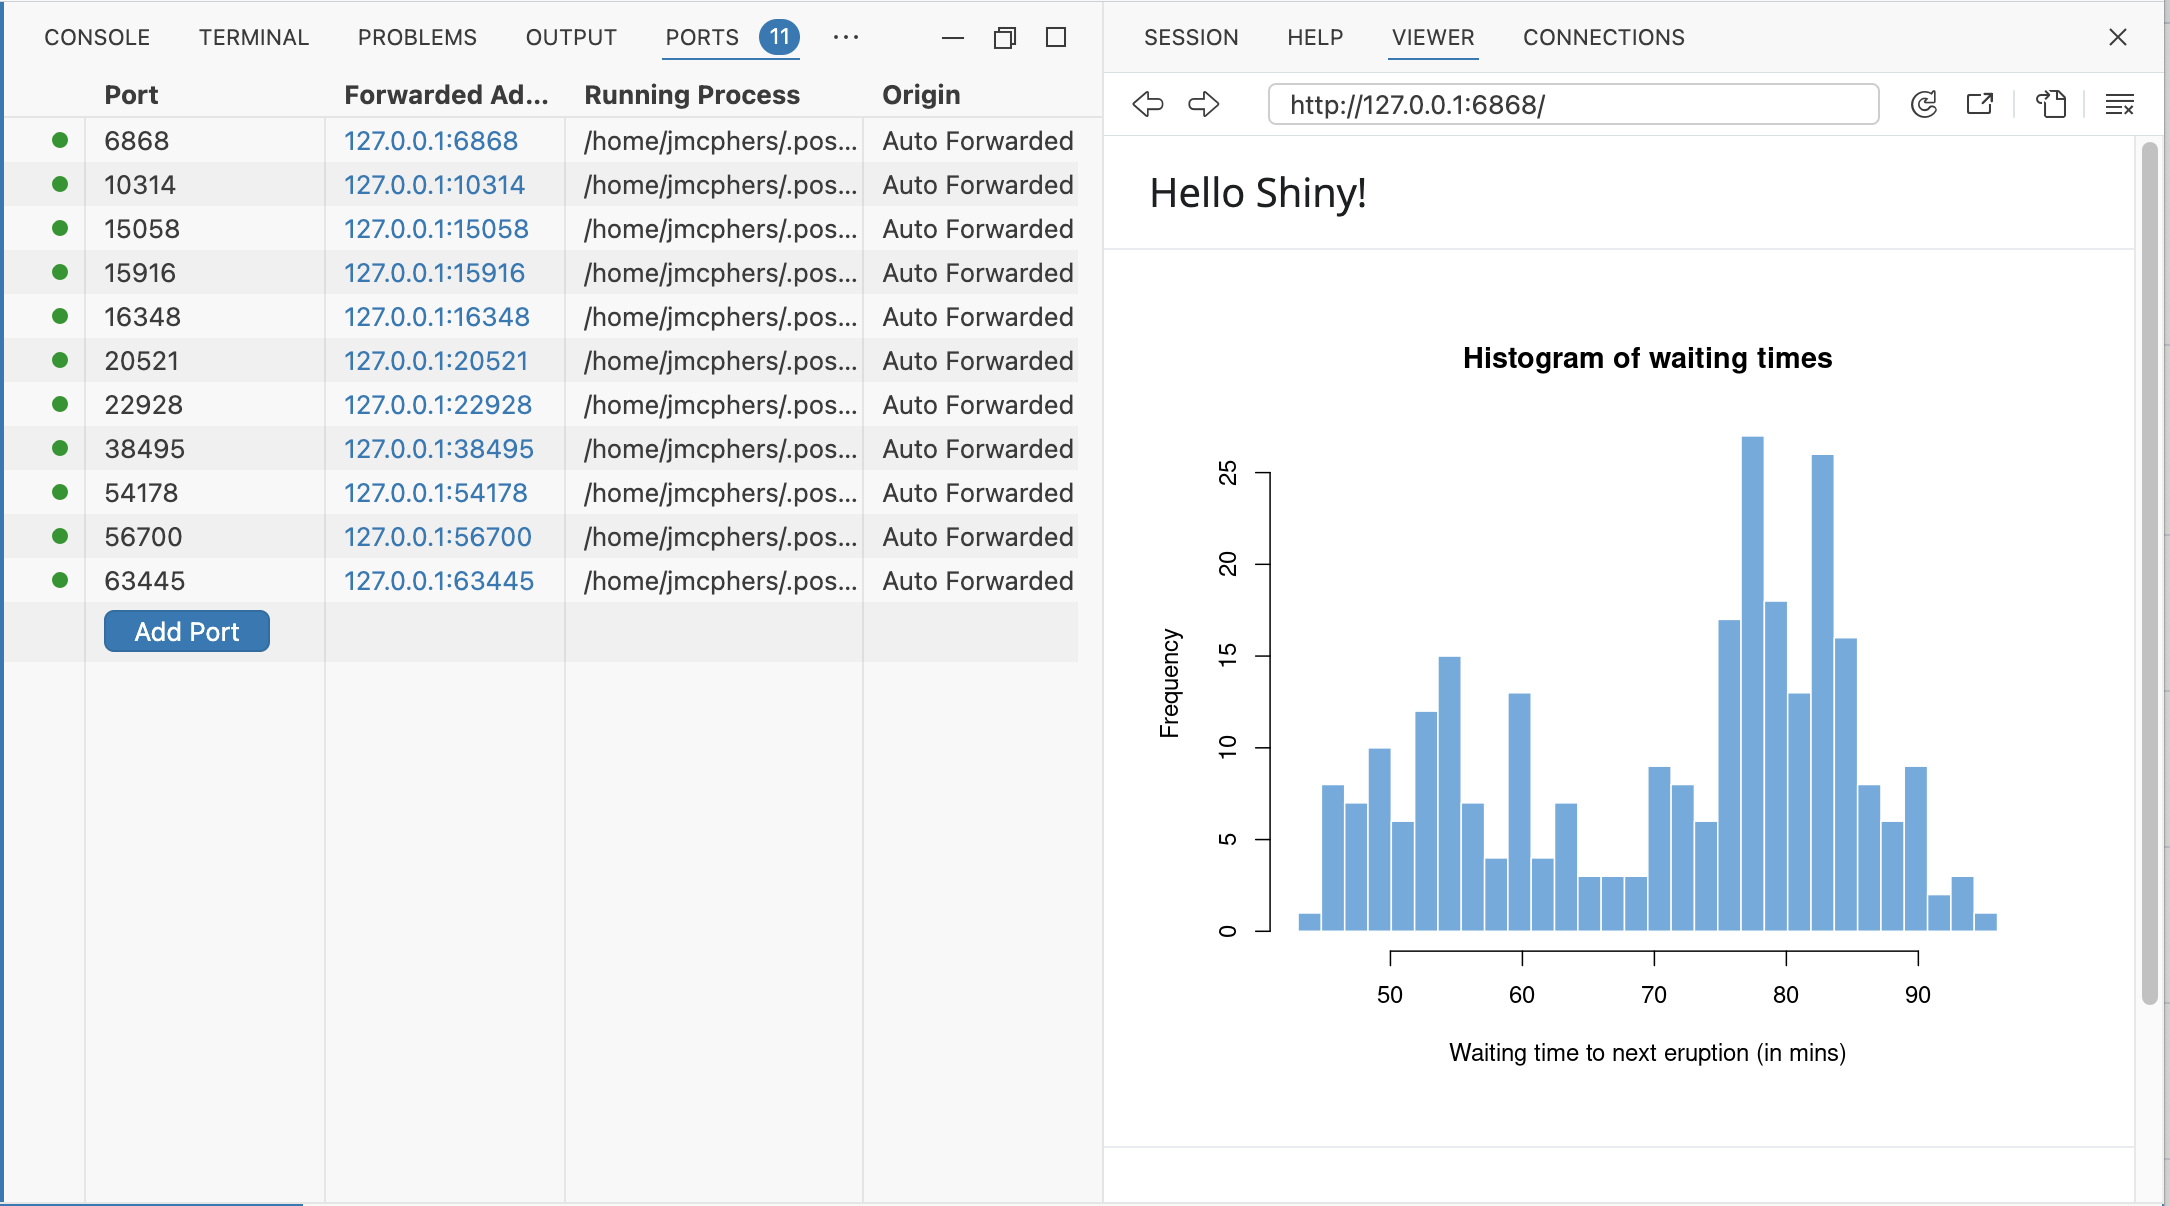 CONSOLE TERMINAL PROBLEMS OUTPUT PORTS 11 ...
Port Forwarded Ad... Running Process Origin
6868 127.0.0.1:6868 /home/jmcphers/.pos... Auto Forwarded
10314 127.0.0.1:10314 /home/jmcphers/.pos... Auto Forwarded
15058 127.0.0.1:15058 /home/jmcphers/.pos... Auto Forwarded
15916 127.0.0.1:15916 /home/jmcphers/.pos... Auto Forwarded
16348 127.0.0.1:16348 /home/jmcphers/.pos... Auto Forwarded
20521 127.0.0.1:20521 /home/jmcphers/.pos... Auto Forwarded
22928 127.0.0.1:22928 /home/jmcphers/.pos... Auto Forwarded
38495 127.0.0.1:38495 /home/jmcphers/.pos... Auto Forwarded
54178 127.0.0.1:54178 /home/jmcphers/.pos... Auto Forwarded
56700 127.0.0.1:56700 /home/jmcphers/.pos... Auto Forwarded
63445 127.0.0.1:63445 /home/jmcphers/.pos... Auto Forwarded
Add Port
SESSION HELP VIEWER CONNECTIONS
http://127.0.0.1:6868/
Hello Shiny!
Histogram of waiting times
Frequency
25
20
15
10
5
0
50 60 70 80 90
Waiting time to next eruption (in mins)